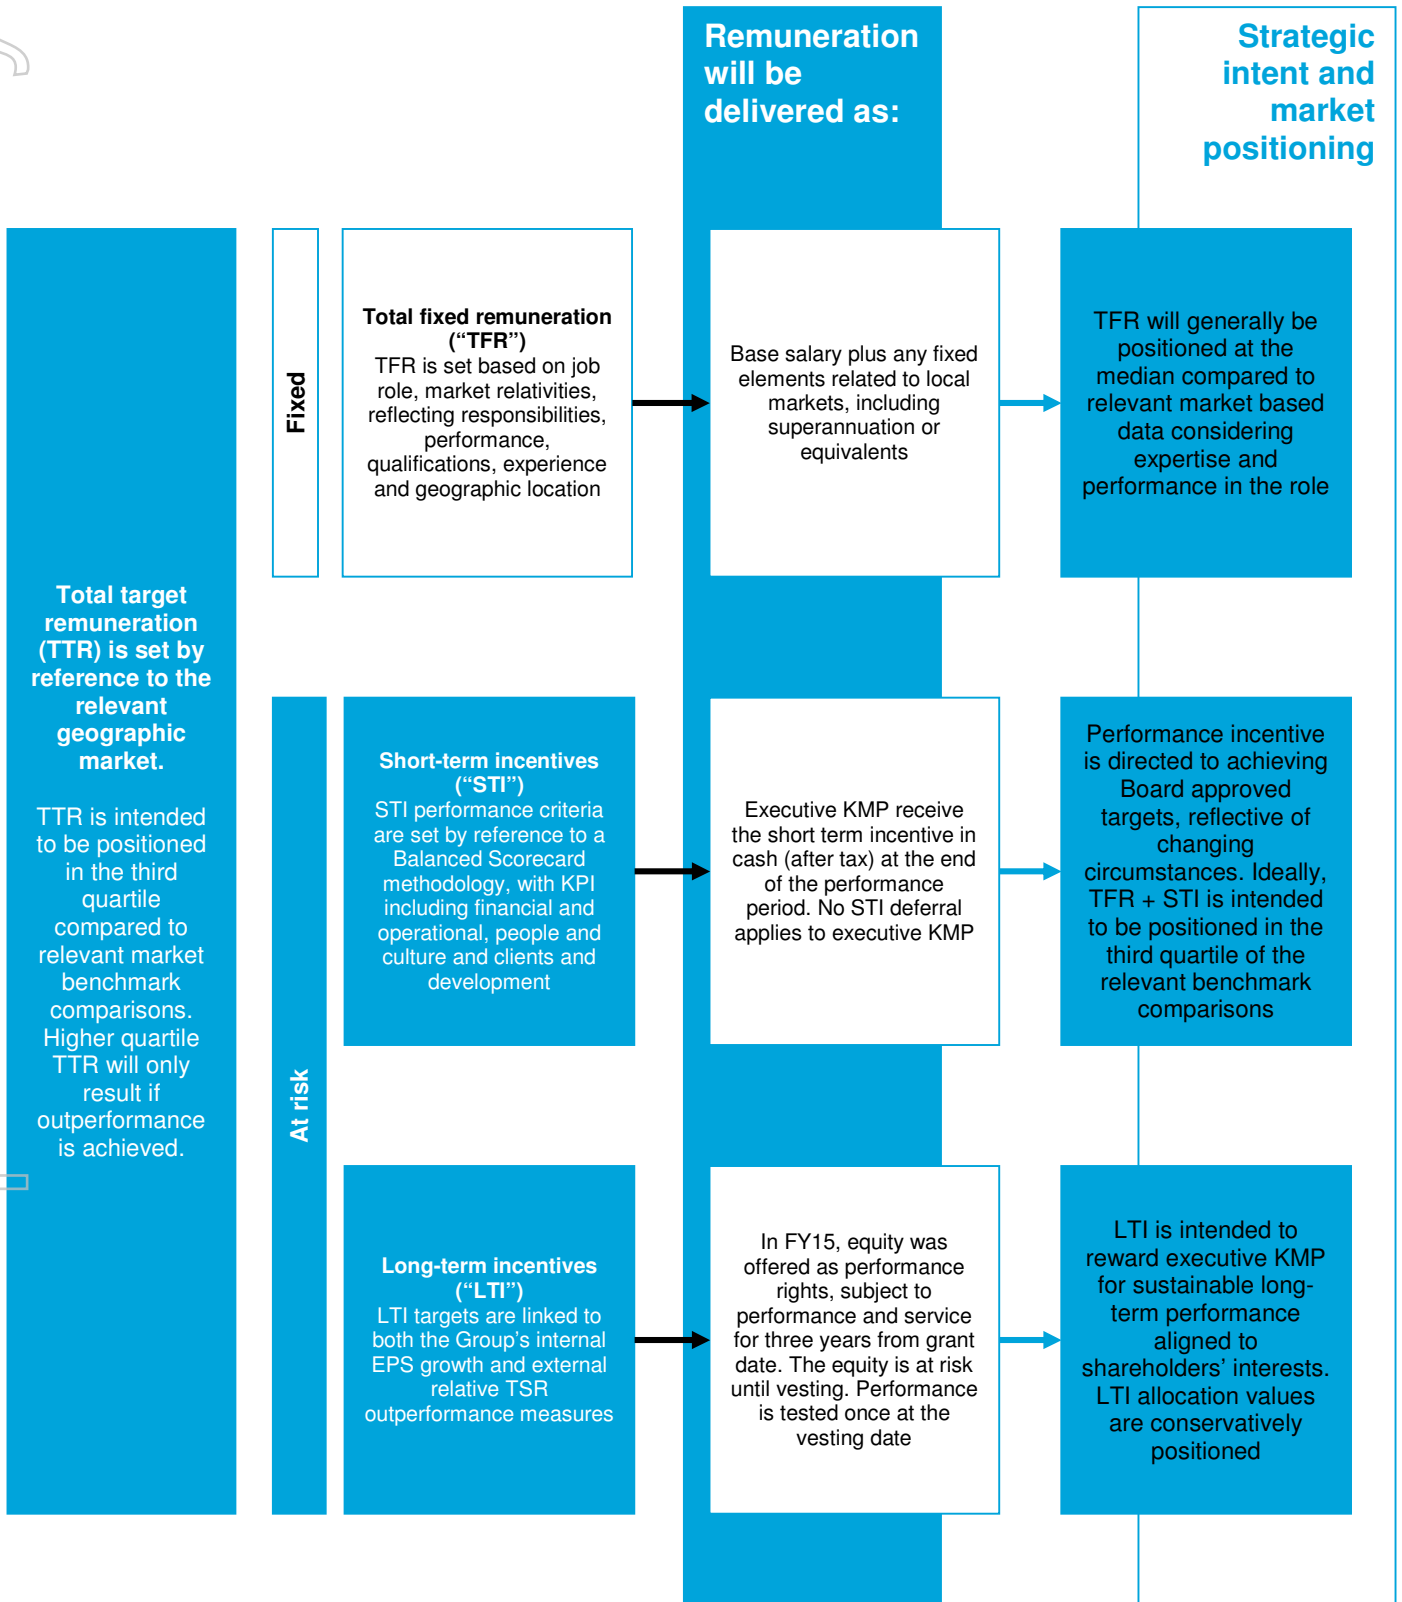 Remuneration
will be
delivered as:
Strategic
intent and
market
positioning
Total target
remuneration
(TTR) is set by
reference to the
relevant
geographic
market.
TTR is intended
to be positioned
in the third
quartile
compared to
relevant market
benchmark
comparisons.
Higher quartile
TTR will only
result if
outperformance
is achieved.
Fixed
Total fixed remuneration
(“TFR”)
TFR is set based on job
role, market relativities,
reflecting responsibilities,
performance,
qualifications, experience
and geographic location
Base salary plus any fixed
elements related to local
markets, including
superannuation or
equivalents
TFR will generally be
positioned at the
median compared to
relevant market based
data considering
expertise and
performance in the role
At risk
Short-term incentives
(“STI”)
STI performance criteria
are set by reference to a
Balanced Scorecard
methodology, with KPI
including financial and
operational, people and
culture and clients and
development
Executive KMP receive
the short term incentive in
cash (after tax) at the end
of the performance
period. No STI deferral
applies to executive KMP
Performance incentive
is directed to achieving
Board approved
targets, reflective of
changing
circumstances. Ideally,
TFR + STI is intended
to be positioned in the
third quartile of the
relevant benchmark
comparisons
Long-term incentives
(“LTI”)
LTI targets are linked to
both the Group’s internal
EPS growth and external
relative TSR
outperformance measures
In FY15, equity was
offered as performance
rights, subject to
performance and service
for three years from grant
date. The equity is at risk
until vesting. Performance
is tested once at the
vesting date
LTI is intended to
reward executive KMP
for sustainable long-
term performance
aligned to
shareholders’ interests.
LTI allocation values
are conservatively
positioned